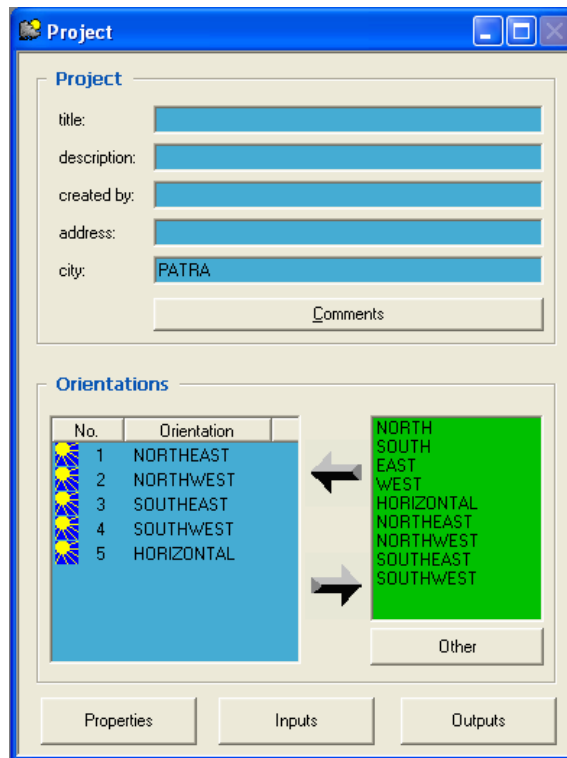 Project
Project
title:
description:
created by:
address:
city: PATRA
Comments
Orientations
No. Orientation
1 NORTHEAST
2 NORTHWEST
3 SOUTHEAST
4 SOUTHWEST
5 HORIZONTAL
NORTH
SOUTH
EAST
WEST
HORIZONTAL
NORTHEAST
NORTHWEST
SOUTHEAST
SOUTHWEST
Other
Properties Inputs Outputs